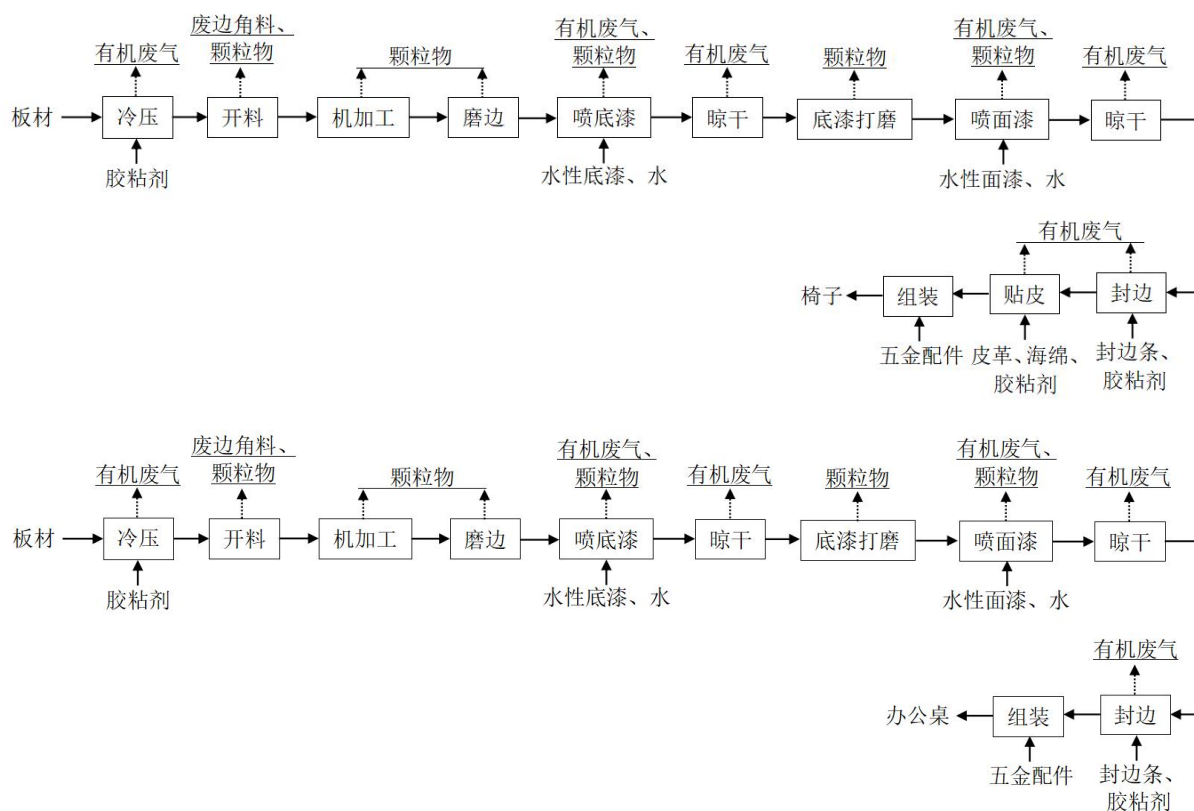 废边角料、
有机废气、
有机废气、
有机废气
颗粒物
颗粒物
颗粒物
有机废气
颗粒物
颗粒物
有机废气
板材
冷压
开料
机加工
磨边
喷底漆
晾干
底漆打磨
喷面漆
晾干
胶粘剂
水性底漆、水
水性面漆、水
有机废气
椅子
组装
贴皮
封边
五金配件
皮革、海绵、
胶粘剂
封边条、
胶粘剂
废边角料、
有机废气、
有机废气、
有机废气
颗粒物
颗粒物
颗粒物
有机废气
颗粒物
颗粒物
有机废气
板材
冷压
开料
机加工
磨边
喷底漆
晾干
底漆打磨
喷面漆
晾干
胶粘剂
水性底漆、水
水性面漆、水
有机废气
办公桌
组装
封边
五金配件
封边条、
胶粘剂